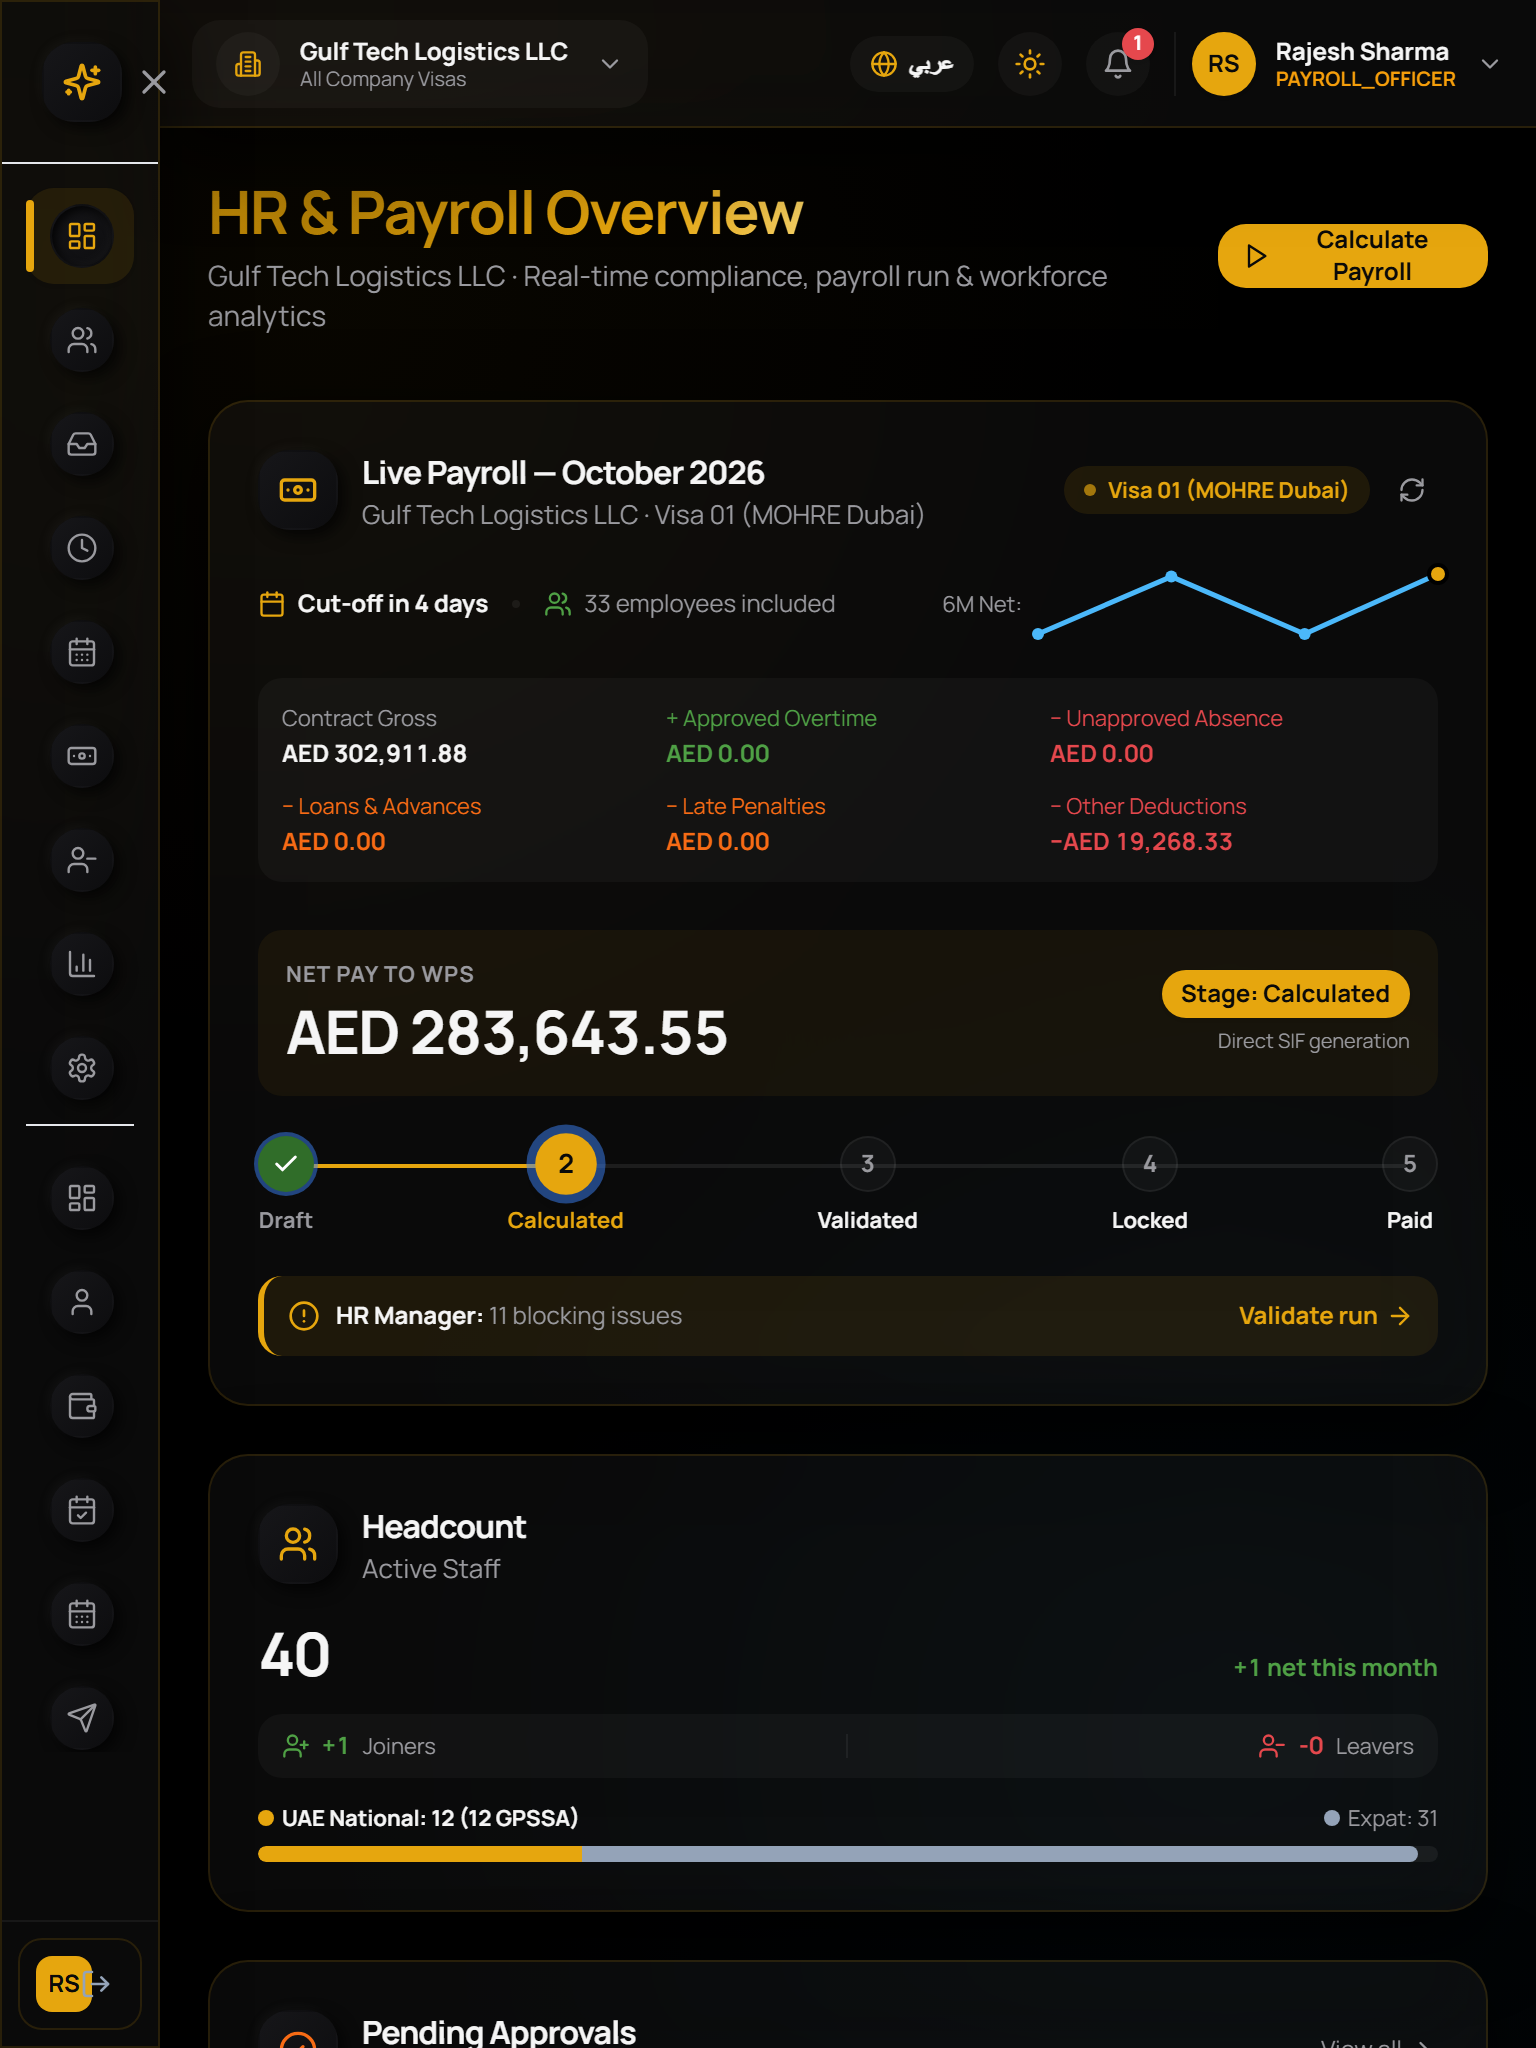 Gulf Tech Logistics LLC
All Company Visas
عربي
1
RS
Rajesh Sharma
PAYROLL_OFFICER
HR & Payroll Overview
Gulf Tech Logistics LLC · Real-time compliance, payroll run & workforce
analytics
Calculate
Payroll
Live Payroll — October 2026
Gulf Tech Logistics LLC · Visa 01 (MOHRE Dubai)
Visa 01 (MOHRE Dubai)
Cut-off in 4 days
33 employees included
6M Net:
Contract Gross
AED 302,911.88
+ Approved Overtime
AED 0.00
− Unapproved Absence
AED 0.00
− Loans & Advances
AED 0.00
− Late Penalties
AED 0.00
− Other Deductions
−AED 19,268.33
NET PAY TO WPS
AED 283,643.55
Stage: Calculated
Direct SIF generation
2
3
4
5
Draft
Calculated
Validated
Locked
Paid
HR Manager: 11 blocking issues
Validate run
Headcount
Active Staff
40
+1 net this month
+1 Joiners
-0 Leavers
UAE National: 12 (12 GPSSA)
Expat: 31
RS
Pending Approvals
View all